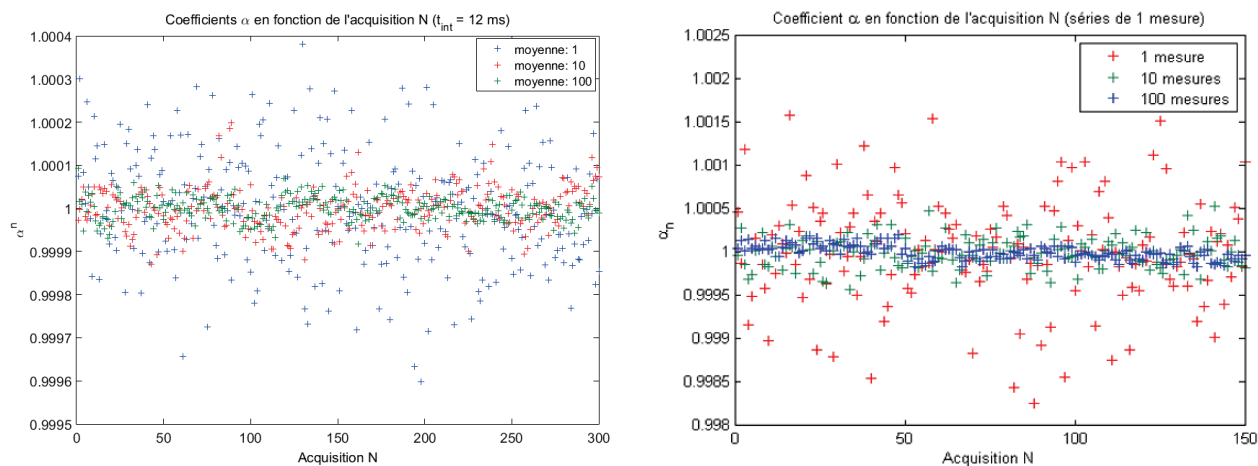 Coefficients α en fonction de l'acquisition N (t_int = 12 ms)
1.0004
1.0003
1.0002
1.0001
1
0.9999
0.9998
0.9997
0.9996
0.9995
α^n
moyenne: 1
moyenne: 10
moyenne: 100
0 50 100 150 200 250 300
Acquisition N
Coefficient α en fonction de l'acquisition N (séries de 1 mesure)
1.0025
1.002
1.0015
1.001
1.0005
1
0.9995
0.999
0.9985
0.998
α_n
1 mesure
10 mesures
100 mesures
0 50 100 150
Acquisition N